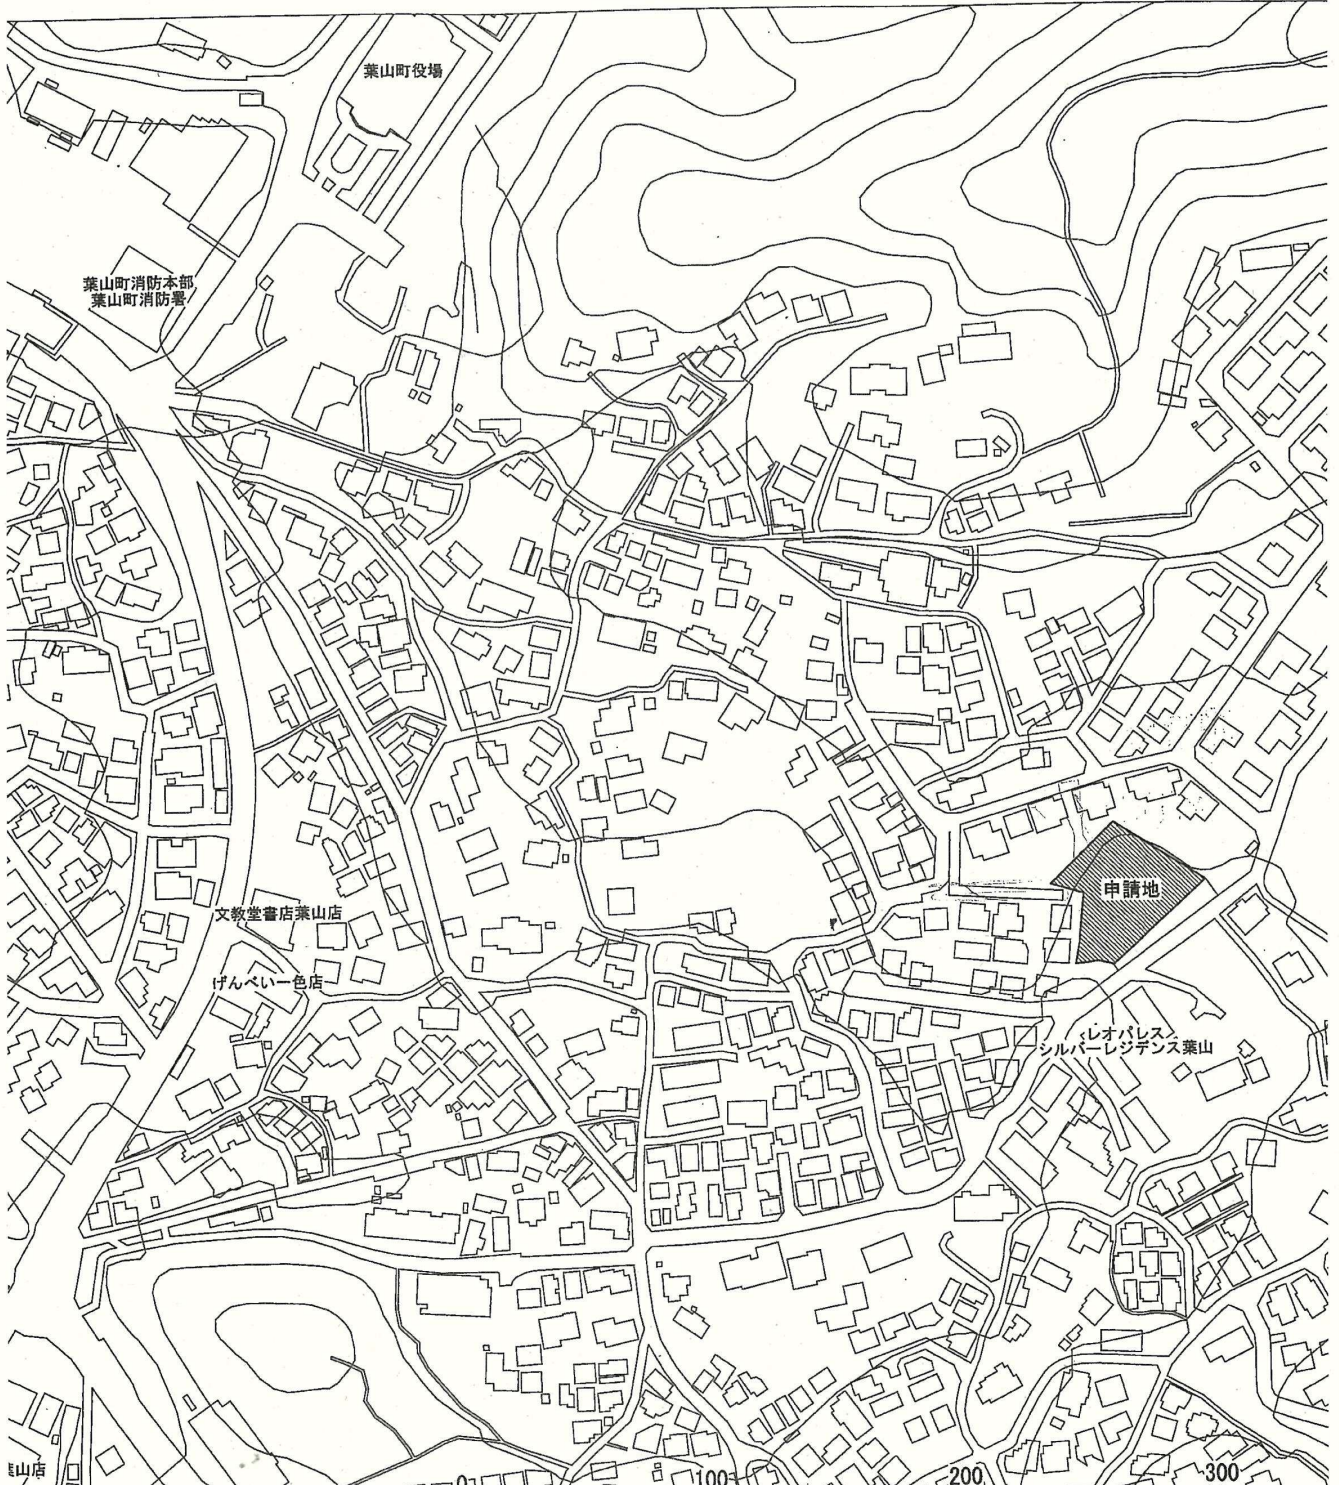 葉山町役場
葉山町消防本部
葉山町消防署
申請地
文教堂書店葉山店
げんべい一色店
レオパレス
シルバーレジデンス葉山
葉山店
0
100
200
300